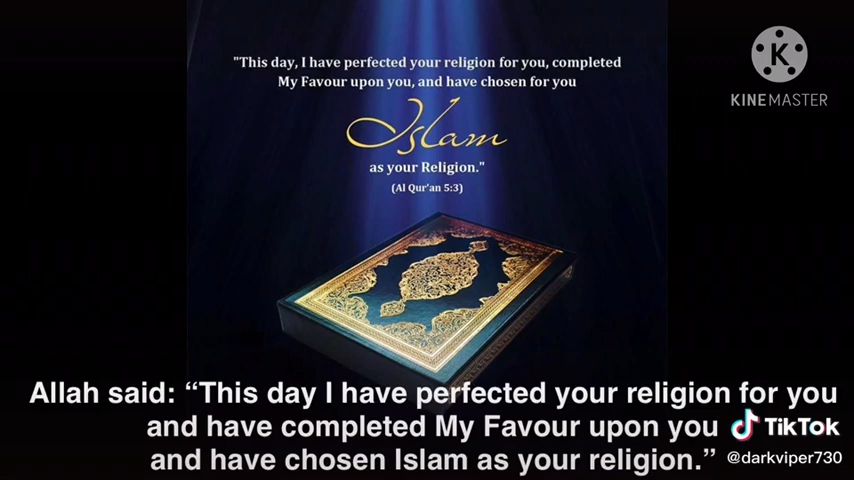 "This day, I have perfected your religion for you, completed
My Favour upon you, and have chosen for you
Islam
as your Religion."
(Al Qur'an 5:3)
K
KINEMASTER
Allah said: “This day I have perfected your religion for you
and have completed My Favour upon you
and have chosen Islam as your religion.”
TikTok
@darkviper730